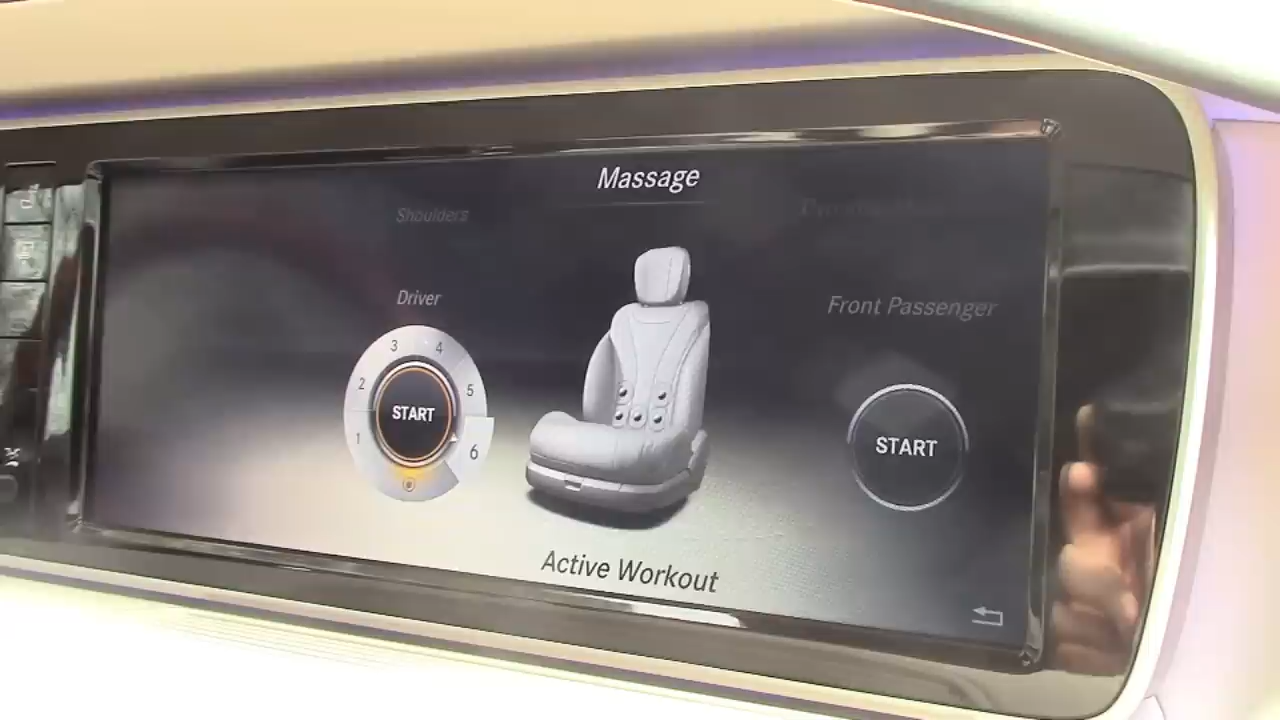 Massage
Shoulders
Driver
Front Passenger
3 4
2 5
START
1 6
START
Active Workout